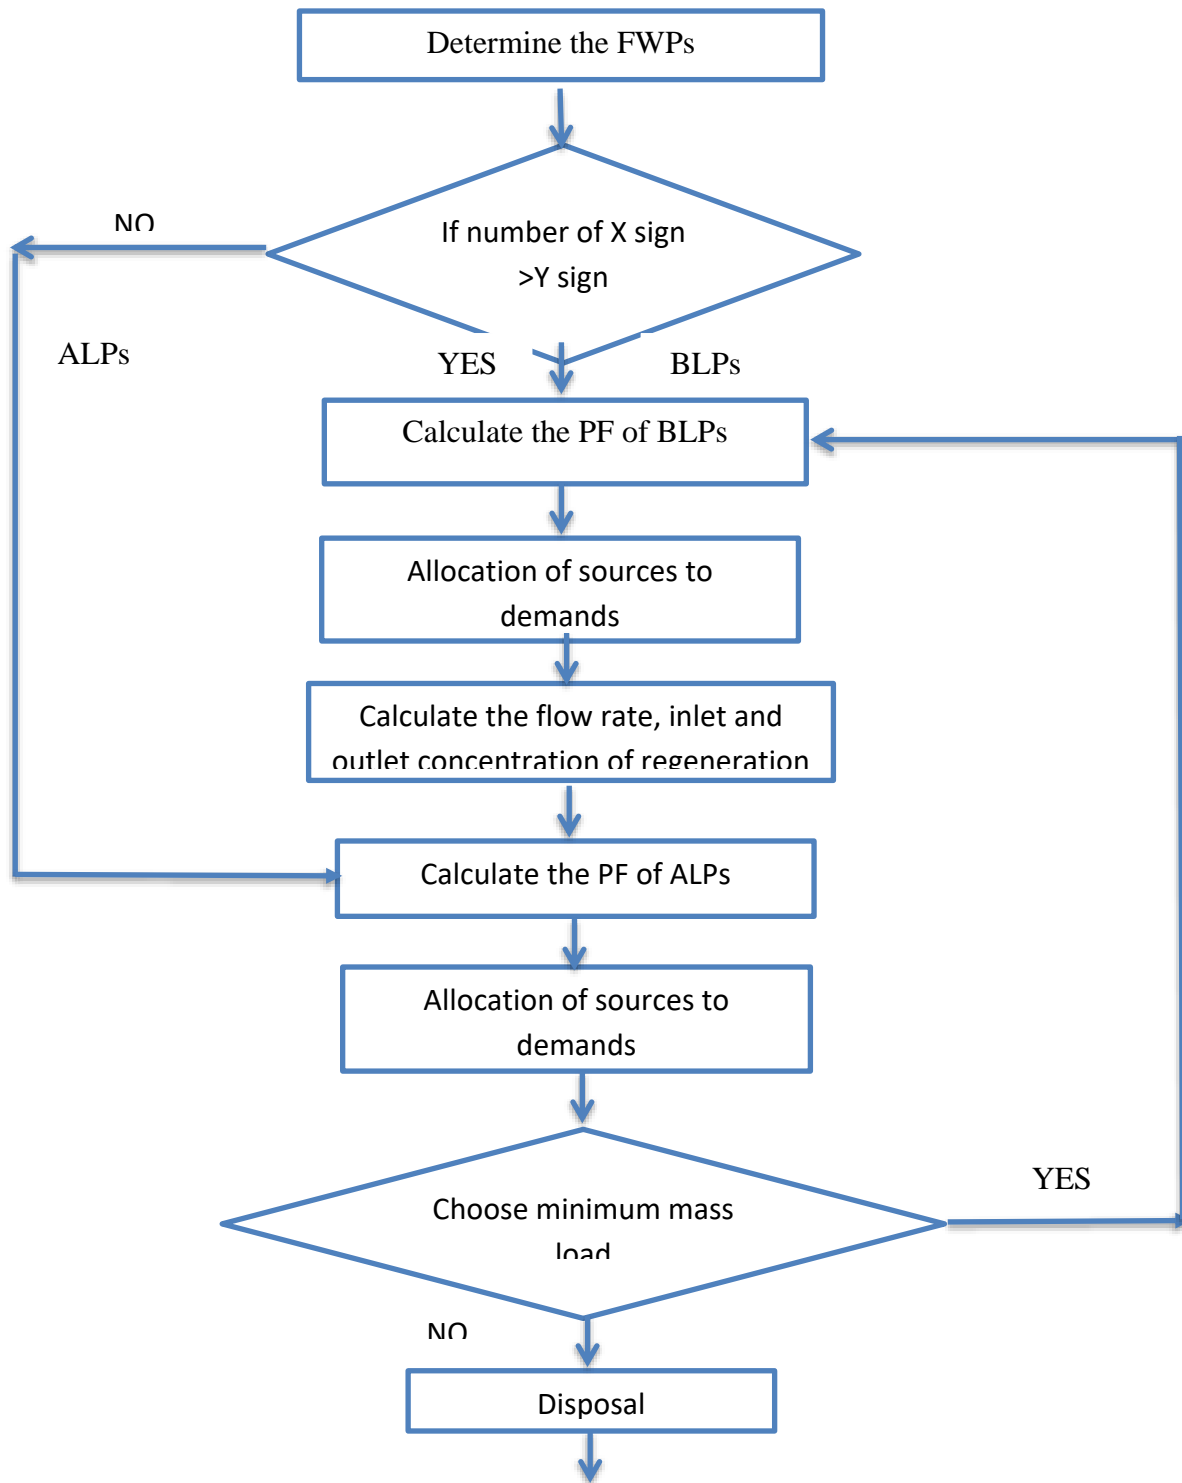 Determine the FWPs
NO
If number of X sign
>Y sign
ALPs
YES
BLPs
Calculate the PF of BLPs
Allocation of sources to
demands
Calculate the flow rate, inlet and
outlet concentration of regeneration
Calculate the PF of ALPs
Allocation of sources to
demands
YES
Choose minimum mass
load
NO
Disposal